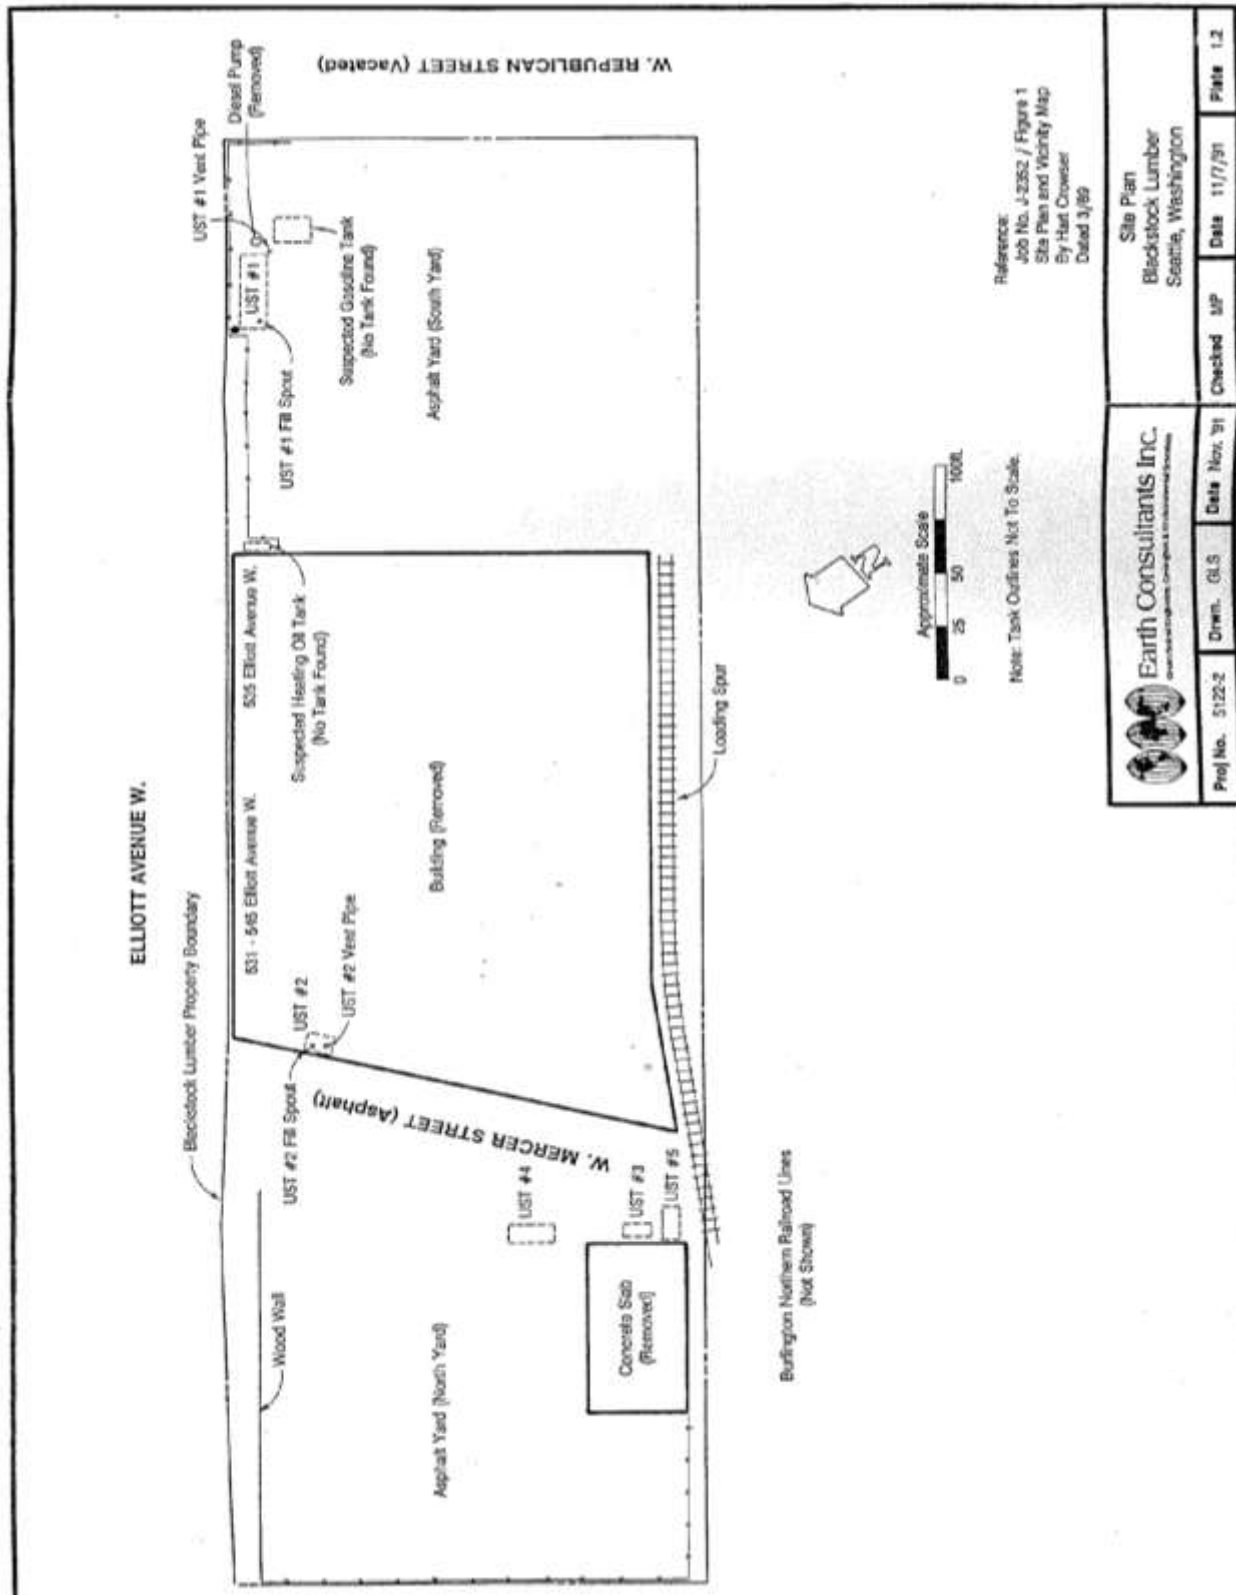 ELLIOTT AVENUE W.
W. REPUBLICAN STREET (Vacated)
Diesel Pump
(Removed)
UST #1 Vent Pipe
UST #1
Suspected Gasoline Tank
(No Tank Found)
UST #1 Fill Spout
Asphalt Yard (South Yard)
535 Elliott Avenue W.
Suspected Heating Oil Tank
(No Tank Found)
531 - 545 Elliott Avenue W.
Building (Removed)
Blackstock Lumber Property Boundary
UST #2
UST #2 Vent Pipe
UST #2 Fill Spout
W. MERCER STREET (Asphalt)
Loading Spur
UST #4
UST #3
UST #5
Wood Wall
Concrete Slab
(Removed)
Asphalt Yard (North Yard)
Burlington Northern Railroad Lines
(Not Shown)
Reference:
Job No. J-2352 / Figure 1
Site Plan and Vicinity Map
By Hart Crowser
Dated 3/89
N
Approximate Scale
0 25 50 100ft.
Note: Tank Outlines Not To Scale.
Earth Consultants Inc.
Site Plan
Blackstock Lumber
Seattle, Washington
Proj No. 5122-2 Drwn. GLS Date Nov. '91 Checked MP Date 11/7/91 Plate 1.2